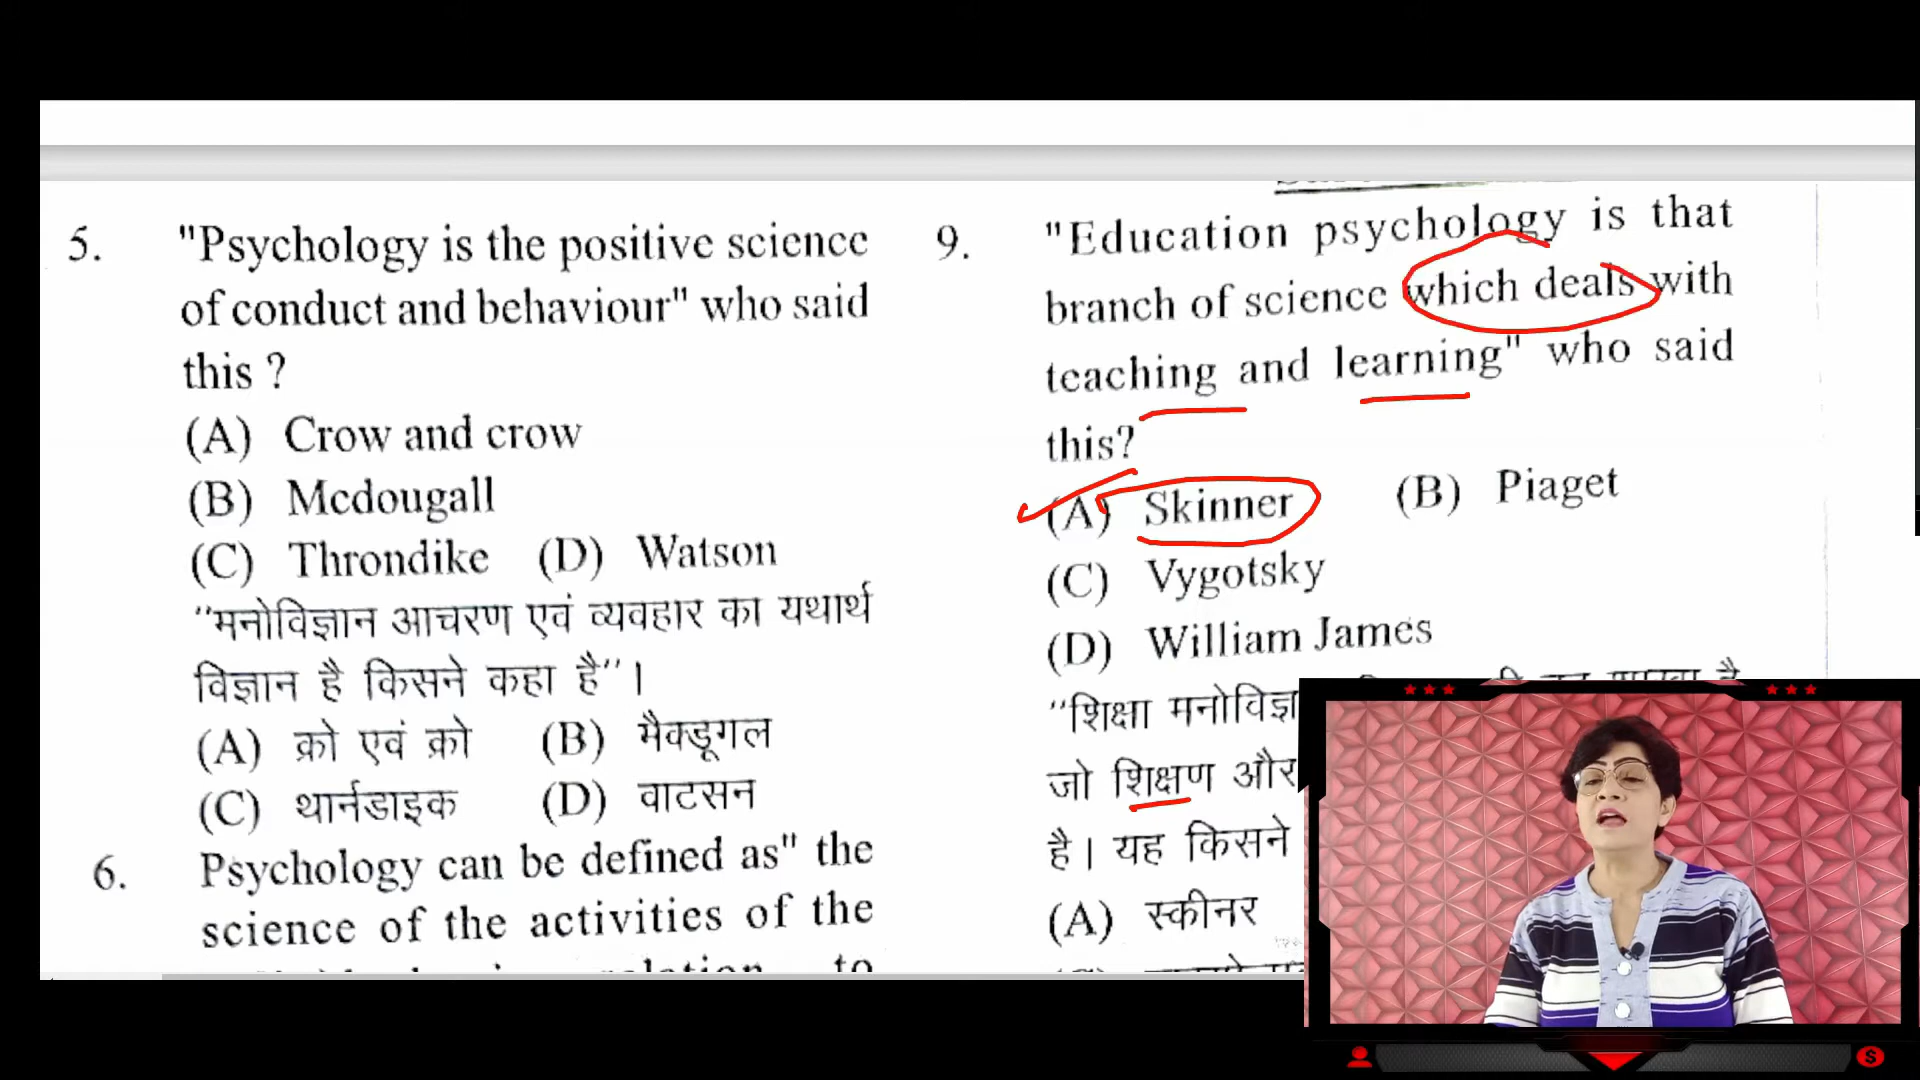 5. "Psychology is the positive science
of conduct and behaviour" who said
this ?
(A) Crow and crow
(B) Mcdougall
(C) Throndike (D) Watson
"मनोविज्ञान आचरण एवं व्यवहार का यथार्थ
विज्ञान है किसने कहा है"।
(A) क्रो एवं क्रो (B) मैक्डूगल
(C) थार्नडाइक (D) वाटसन
6. Psychology can be defined as" the
science of the activities of the
relation to
9. "Education psychology is that
branch of science which deals with
teaching and learning" who said
this?
(A) Skinner (B) Piaget
(C) Vygotsky
(D) William James
"शिक्षा मनोविज्ञ
जो शिक्षण और
है। यह किसने
(A) स्कीनर